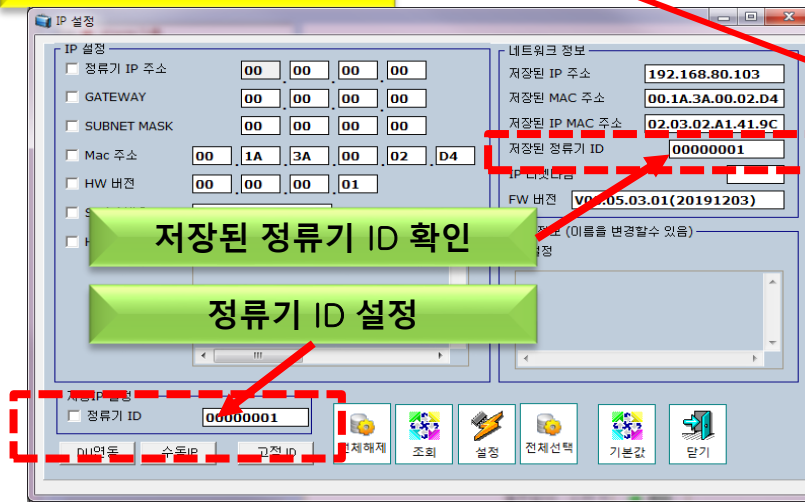 IP 설정
IP 설정
정류기 IP 주소 00 . 00 . 00 . 00
GATEWAY 00 . 00 . 00 . 00
SUBNET MASK 00 . 00 . 00 . 00
Mac 주소 00 . 1A . 3A . 00 . 02 . D4
HW 버전 00 . 00 . 00 . 01
네트워크 정보
저장된 IP 주소 192.168.80.103
저장된 MAC 주소 00.1A.3A.00.02.D4
저장된 IP MAC 주소 02.03.02.A1.41.9C
저장된 정류기 ID 00000001
FW 버전 .05.03.01(20191203)
(이름을 변경할수 있음)
설정
저장된 정류기 ID 확인
정류기 ID 설정
정류기 ID 00000001
DU연동 수동IP 고정ID
전체해제 조회 설정 전체선택 기본값 닫기